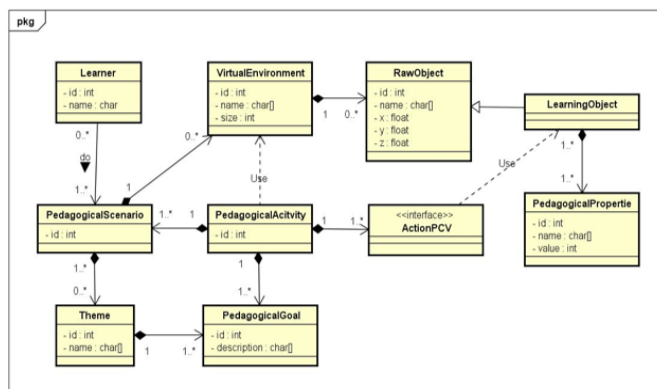 pkg
Learner
- id : int
- name : char
VirtualEnvironment
- id : int
- name : char[]
- size : int
RawObject
- id : int
- name : char[]
- x : float
- y : float
- z : float
LearningObject
1
0..*
0..*
do
1..*
0..*
1
Use
Use
1..*
1..*
PedagogicalScenario
- id : int
1..*
1
PedagogicalAcitvity
- id : int
1
1..*
<<interface>>
ActionPCV
PedagogicalPropertie
- id : int
- name : char[]
- value : int
1..*
0..*
1
1..*
Theme
- id : int
- name : char[]
1
1..*
PedagogicalGoal
- id : int
- description : char[]